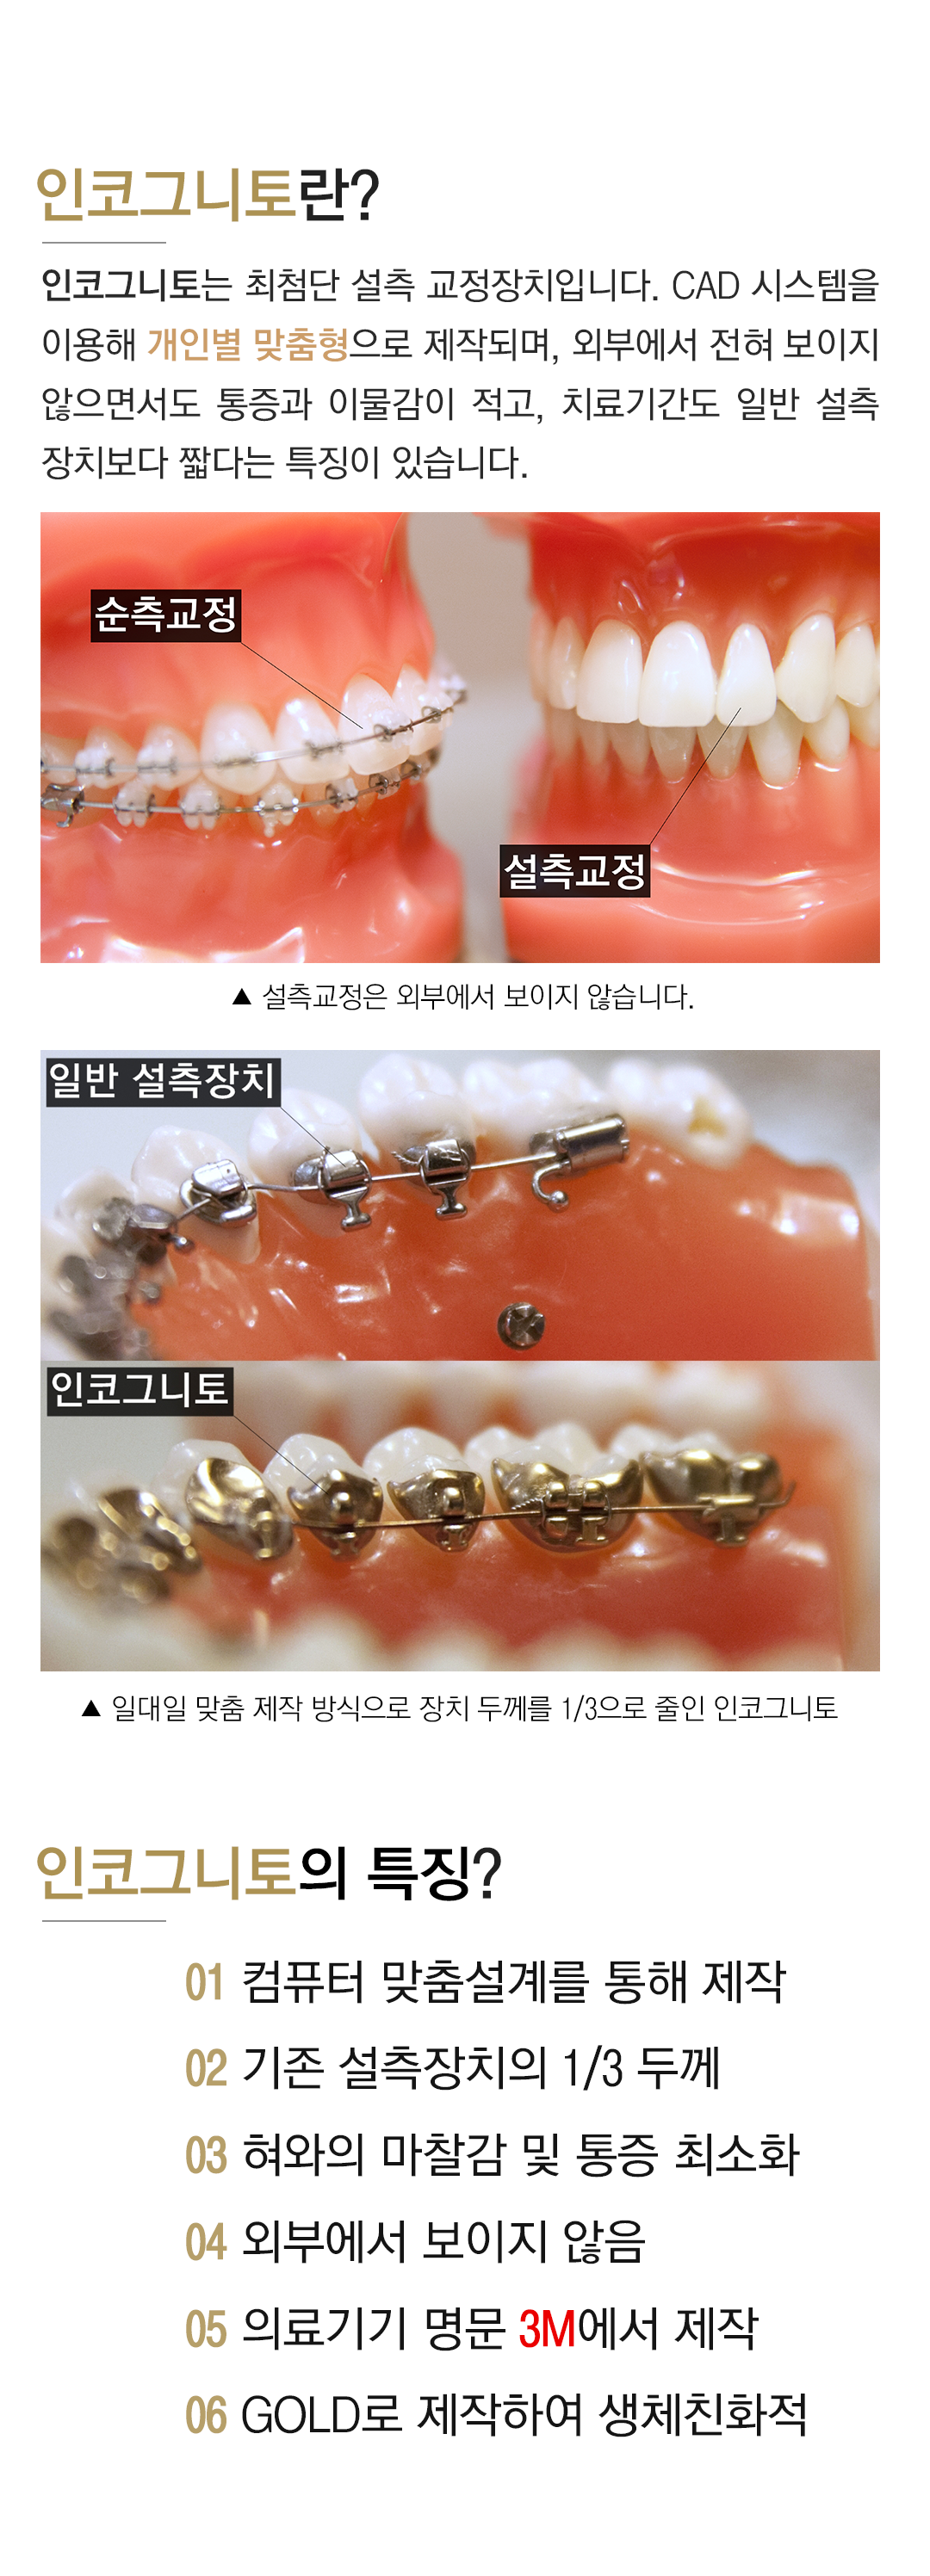 인코그니토란?
인코그니토는 최첨단 설측 교정장치입니다. CAD 시스템을
이용해 개인별 맞춤형으로 제작되며, 외부에서 전혀 보이지
않으면서도 통증과 이물감이 적고, 치료기간도 일반 설측
장치보다 짧다는 특징이 있습니다.
순측교정
설측교정
▲ 설측교정은 외부에서 보이지 않습니다.
일반 설측장치
인코그니토
▲ 일대일 맞춤 제작 방식으로 장치 두께를 1/3으로 줄인 인코그니토
인코그니토의 특징?
01 컴퓨터 맞춤설계를 통해 제작
02 기존 설측장치의 1/3 두께
03 혀와의 마찰감 및 통증 최소화
04 외부에서 보이지 않음
05 의료기기 명문 3M에서 제작
06 GOLD로 제작하여 생체친화적